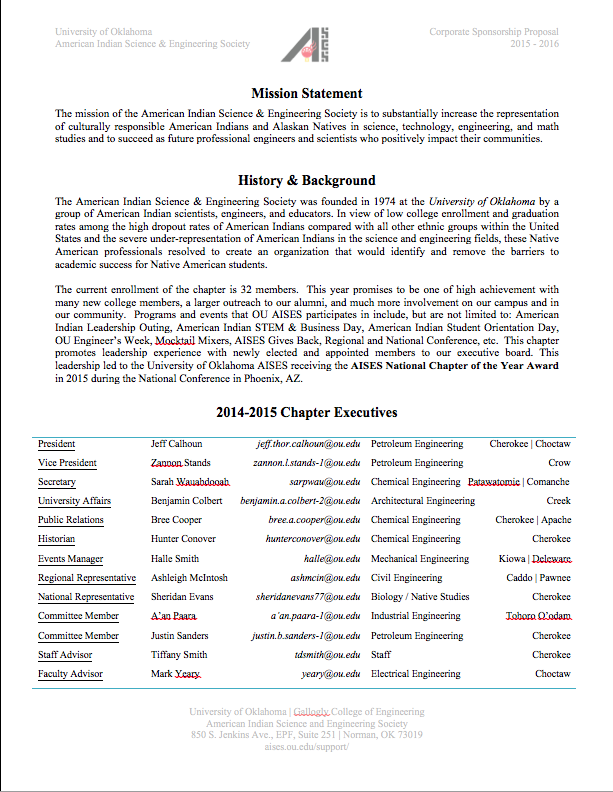 University of Oklahoma
American Indian Science & Engineering Society
AISES
Corporate Sponsorship Proposal
2015 - 2016
Mission Statement
The mission of the American Indian Science & Engineering Society is to substantially increase the representation
of culturally responsible American Indians and Alaskan Natives in science, technology, engineering, and math
studies and to succeed as future professional engineers and scientists who positively impact their communities.
History & Background
The American Indian Science & Engineering Society was founded in 1974 at the University of Oklahoma by a
group of American Indian scientists, engineers, and educators. In view of low college enrollment and graduation
rates among the high dropout rates of American Indians compared with all other ethnic groups within the United
States and the severe under-representation of American Indians in the science and engineering fields, these Native
American professionals resolved to create an organization that would identify and remove the barriers to
academic success for Native American students.
The current enrollment of the chapter is 32 members. This year promises to be one of high achievement with
many new college members, a larger outreach to our alumni, and much more involvement on our campus and in
our community. Programs and events that OU AISES participates in include, but are not limited to: American
Indian Leadership Outing, American Indian STEM & Business Day, American Indian Student Orientation Day,
OU Engineer's Week, Mocktail Mixers, AISES Gives Back, Regional and National Conference, etc. This chapter
promotes leadership experience with newly elected and appointed members to our executive board. This
leadership led to the University of Oklahoma AISES receiving the AISES National Chapter of the Year Award
in 2015 during the National Conference in Phoenix, AZ.
2014-2015 Chapter Executives
President Jeff Calhoun jeff.thor.calhoun@ou.edu Petroleum Engineering Cherokee | Choctaw
Vice President Zannon Stands zannon.l.stands-1@ou.edu Petroleum Engineering Crow
Secretary Sarah Wauahdooah sarpwau@ou.edu Chemical Engineering Patawatomie | Comanche
University Affairs Benjamin Colbert benjamin.a.colbert-2@ou.edu Architectural Engineering Creek
Public Relations Bree Cooper bree.a.cooper@ou.edu Chemical Engineering Cherokee | Apache
Historian Hunter Conover hunterconover@ou.edu Chemical Engineering Cherokee
Events Manager Halle Smith halle@ou.edu Mechanical Engineering Kiowa | Deleware
Regional Representative Ashleigh McIntosh ashmcin@ou.edu Civil Engineering Caddo | Pawnee
National Representative Sheridan Evans sheridanevans77@ou.edu Biology / Native Studies Cherokee
Committee Member A'an Paara a'an.paara-1@ou.edu Industrial Engineering Tohoro O'odam
Committee Member Justin Sanders justin.b.sanders-1@ou.edu Petroleum Engineering Cherokee
Staff Advisor Tiffany Smith tdsmith@ou.edu Staff Cherokee
Faculty Advisor Mark Yeary yeary@ou.edu Electrical Engineering Choctaw
University of Oklahoma | Gallogly College of Engineering
American Indian Science and Engineering Society
850 S. Jenkins Ave., EPF, Suite 251 | Norman, OK 73019
aises.ou.edu/support/